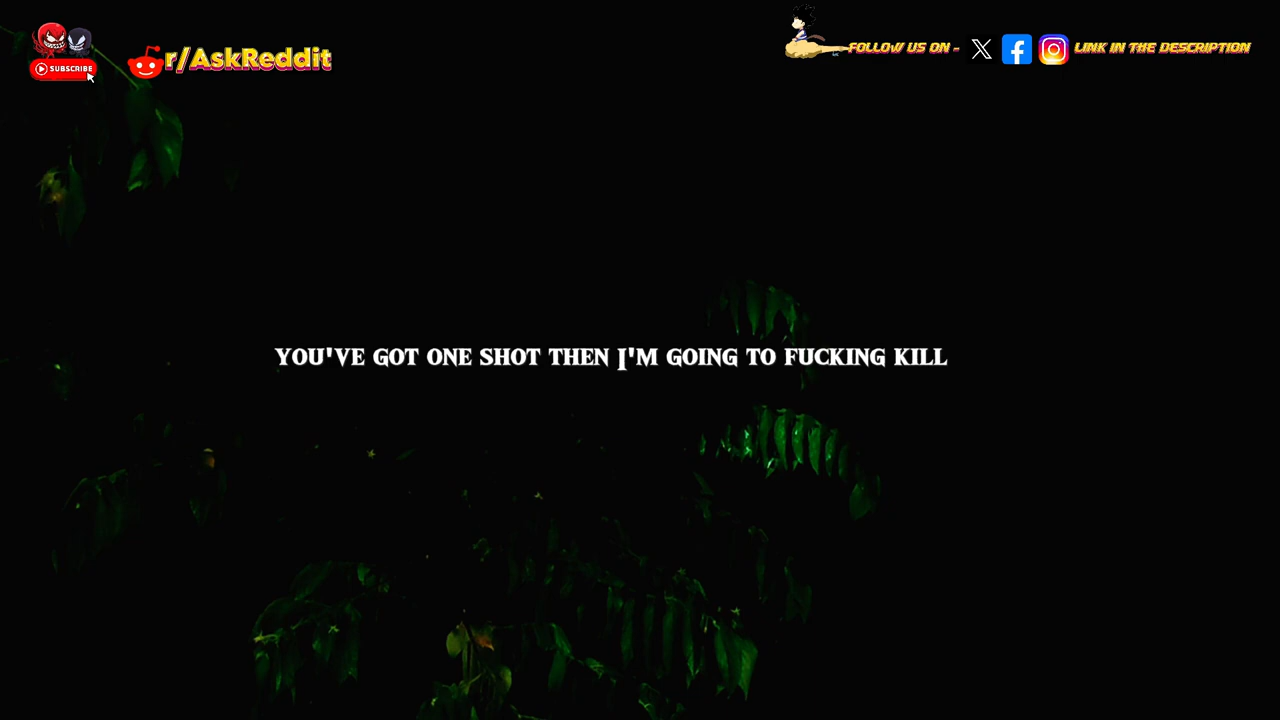 SUBSCRIBE
r/AskReddit
FOLLOW US ON -
LINK IN THE DESCRIPTION
YOU'VE GOT ONE SHOT THEN I'M GOING TO FUCKING KILL